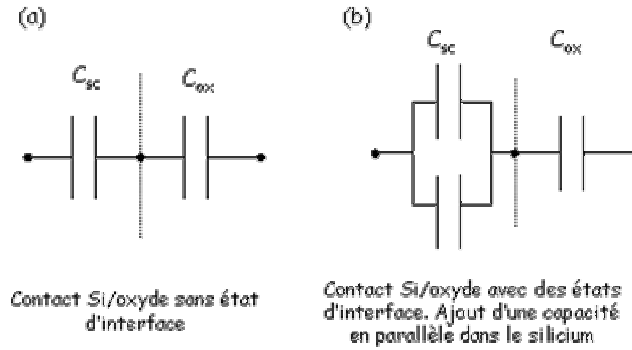 (a)
(b)
Csc
Cox
Csc
Cox
Contact Si/oxyde sans état
d'interface
Contact Si/oxyde avec des états
d'interface. Ajout d'une capacité
en parallèle dans le silicium